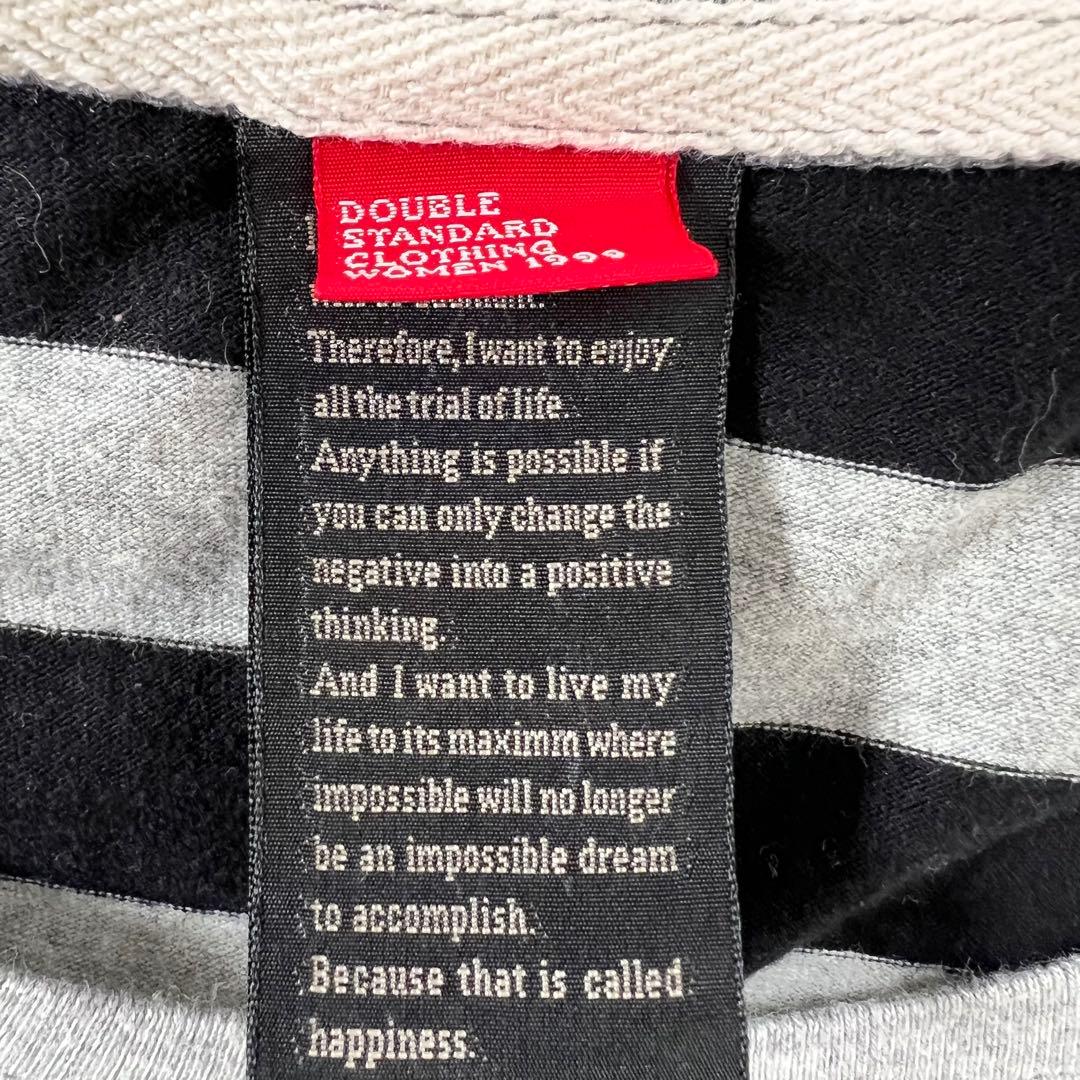 DOUBLE
STANDARD
CLOTHING
WOMEN 1999
Therefore, I want to enjoy
all the trial of life.
Anything is possible if
you can only change the
negative into a positive
thinking.
And I want to live my
life to its maximm where
impossible will no longer
be an impossible dream
to accomplish.
Because that is called
happiness.